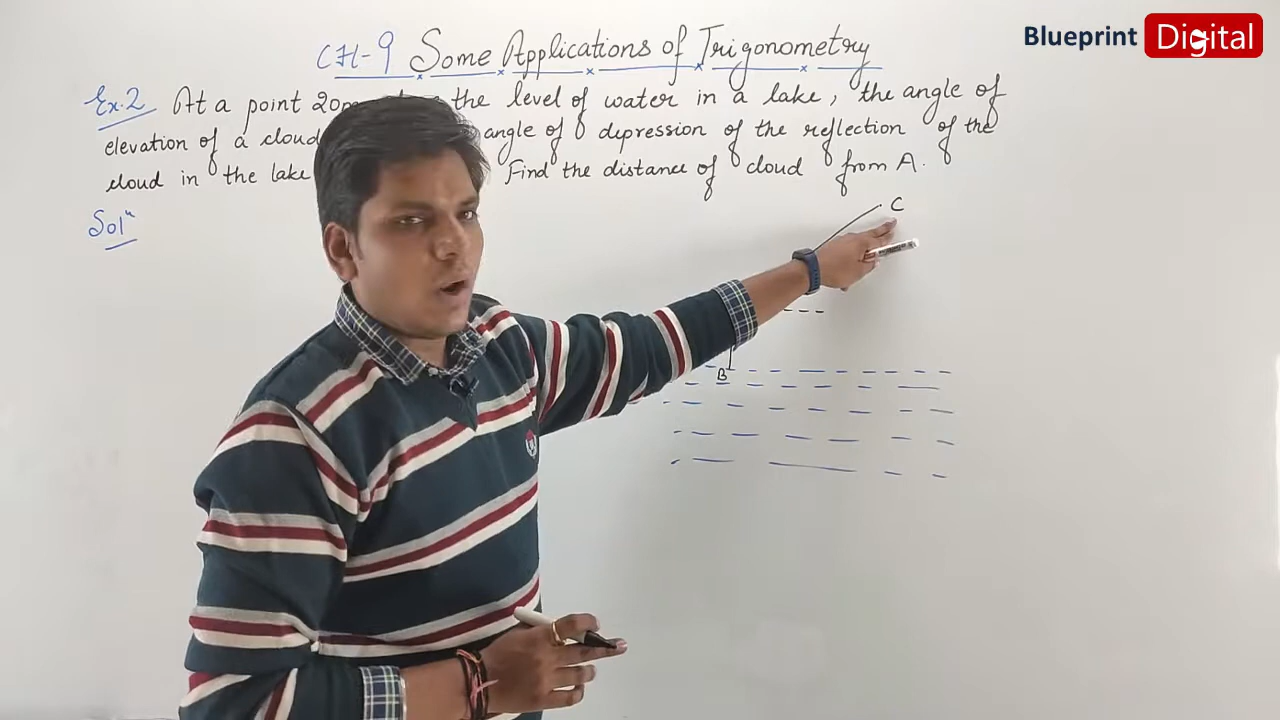 Blueprint Digital
CH-9 Some Applications of Trigonometry
Ex.2 At a point 20m the level of water in a lake, the angle of
elevation of a cloud angle of depression of the reflection of the
cloud in the lake Find the distance of cloud from A.
Solⁿ
C
B